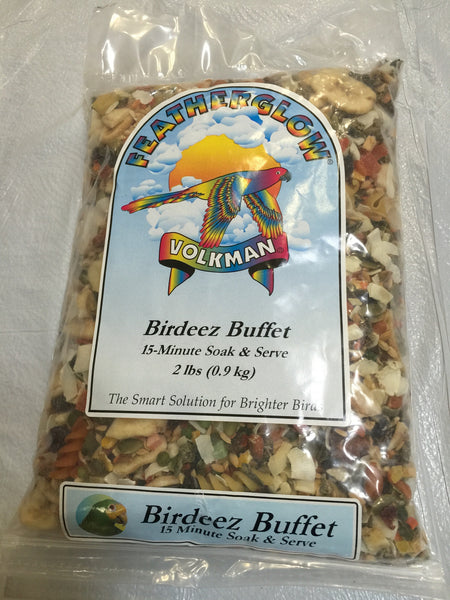 FEATHERGLOW®
VOLKMAN®
Birdeez Buffet
15-Minute Soak & Serve
2 lbs (0.9 kg)
The Smart Solution for Brighter Birds
Birdeez Buffet
15 Minute Soak & Serve